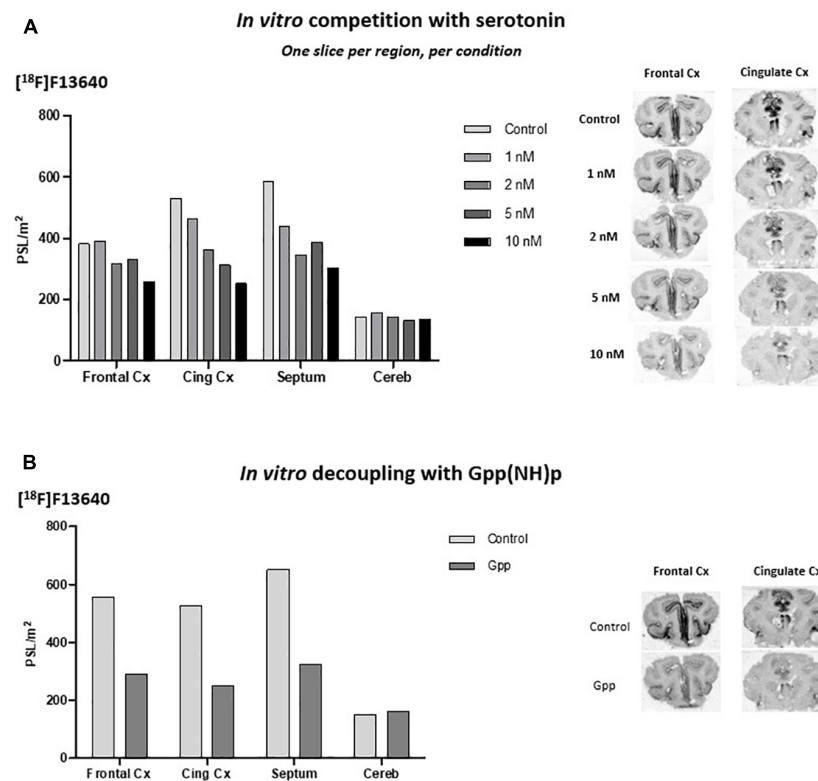 A
In vitro competition with serotonin
One slice per region, per condition
[18F]F13640
800
600
400
200
0
PSL/m²
Frontal Cx
Cing Cx
Septum
Cereb
Control
1 nM
2 nM
5 nM
10 nM
Frontal Cx
Cingulate Cx
Control
1 nM
2 nM
5 nM
10 nM
B
In vitro decoupling with Gpp(NH)p
[18F]F13640
800
600
400
200
0
PSL/m²
Frontal Cx
Cing Cx
Septum
Cereb
Control
Gpp
Frontal Cx
Cingulate Cx
Control
Gpp